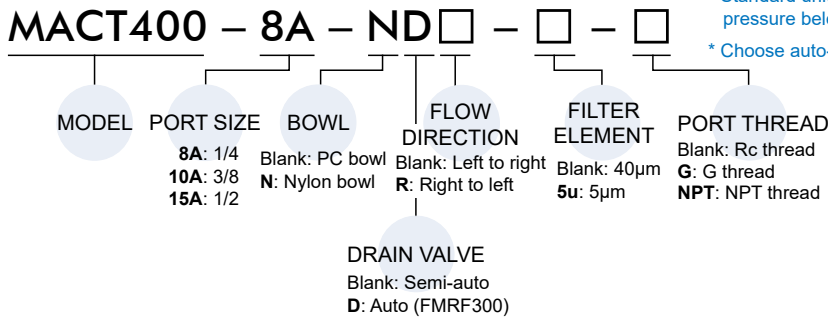 Standard
pressure
* Choose auto-
MACT400 – 8A – ND□ – □ – □
MODEL
PORT SIZE
8A: 1/4
10A: 3/8
15A: 1/2
BOWL
Blank: PC bowl
N: Nylon bowl
FLOW
DIRECTION
Blank: Left to right
R: Right to left
FILTER
ELEMENT
Blank: 40μm
5u: 5μm
PORT THREAD
Blank: Rc thread
G: G thread
NPT: NPT thread
DRAIN VALVE
Blank: Semi-auto
D: Auto (FMRF300)